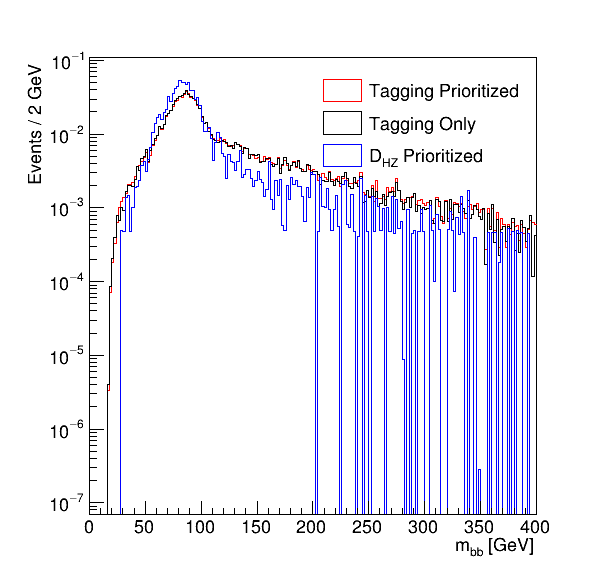 Events / 2 GeV
10⁻¹
10⁻²
10⁻³
10⁻⁴
10⁻⁵
10⁻⁶
10⁻⁷
Tagging Prioritized
Tagging Only
D_HZ Prioritized
0 50 100 150 200 250 300 350 400
m_bb [GeV]